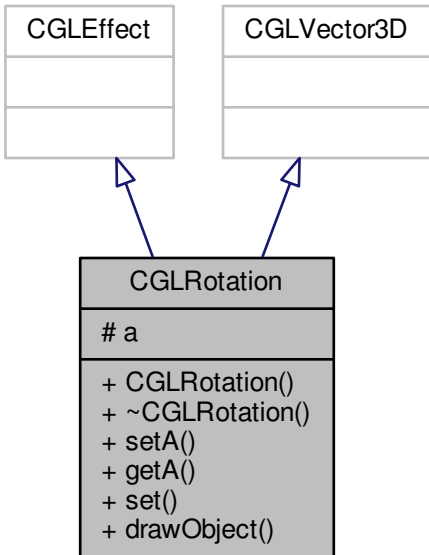 CGLEffect
CGLVector3D
CGLRotation
# a
+ CGLRotation()
+ ~CGLRotation()
+ setA()
+ getA()
+ set()
+ drawObject()